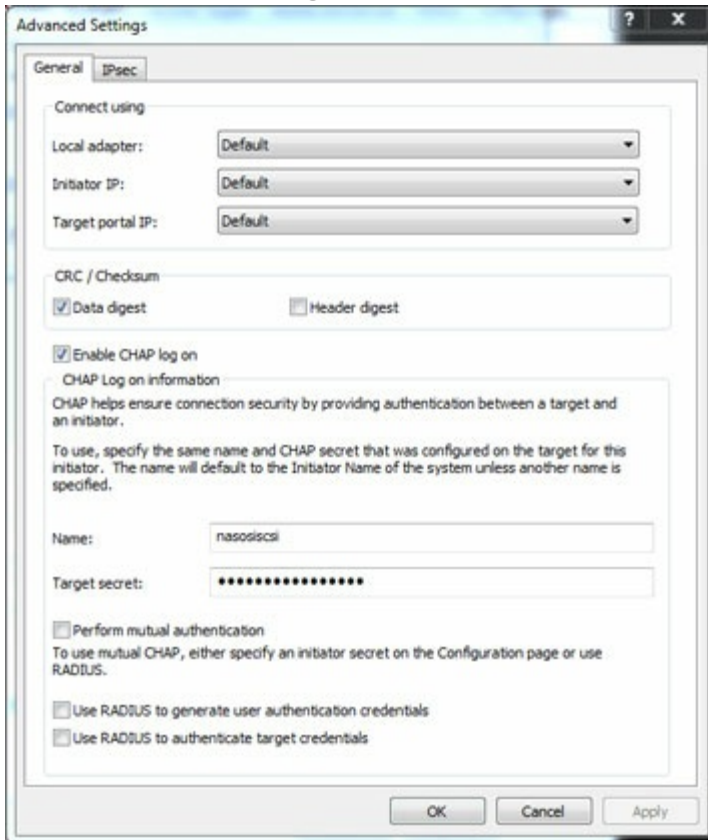 Advanced Settings
? X
General IPsec
Connect using
Local adapter: Default
Initiator IP: Default
Target portal IP: Default
CRC / Checksum
Data digest Header digest
Enable CHAP log on
CHAP Log on information
CHAP helps ensure connection security by providing authentication between a target and
an initiator.
To use, specify the same name and CHAP secret that was configured on the target for this
initiator. The name will default to the Initiator Name of the system unless another name is
specified.
Name: nasosiscsi
Target secret: ●●●●●●●●●●●●●●●●
Perform mutual authentication
To use mutual CHAP, either specify an initiator secret on the Configuration page or use
RADIUS.
Use RADIUS to generate user authentication credentials
Use RADIUS to authenticate target credentials
OK Cancel Apply